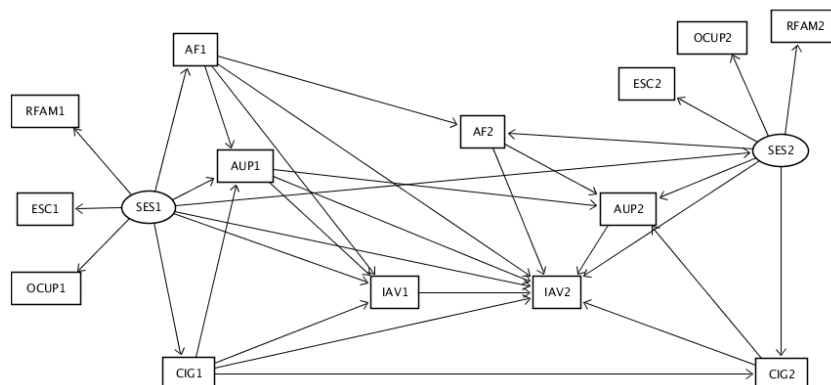 RFAM2
OCUP2
AF1
ESC2
RFAM1
AF2
SES2
AUP1
ESC1
SES1
AUP2
OCUP1
IAV1
IAV2
CIG1
CIG2